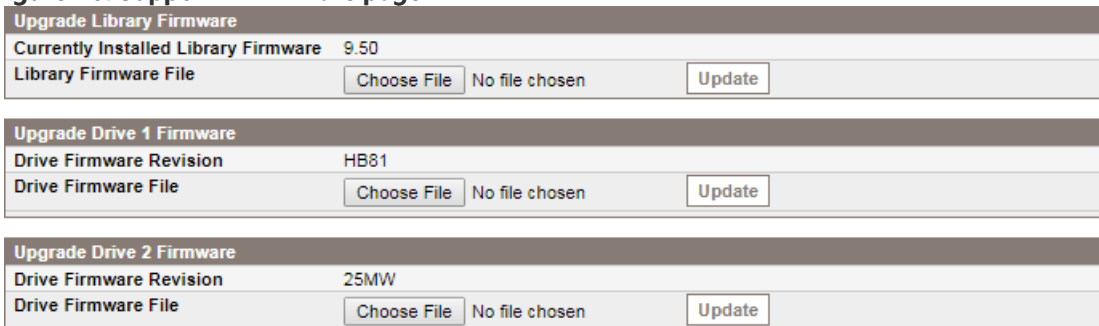 Upgrade Library Firmware
Currently Installed Library Firmware 9.50
Library Firmware File Choose File No file chosen Update
Upgrade Drive 1 Firmware
Drive Firmware Revision HB81
Drive Firmware File Choose File No file chosen Update
Upgrade Drive 2 Firmware
Drive Firmware Revision 25MW
Drive Firmware File Choose File No file chosen Update